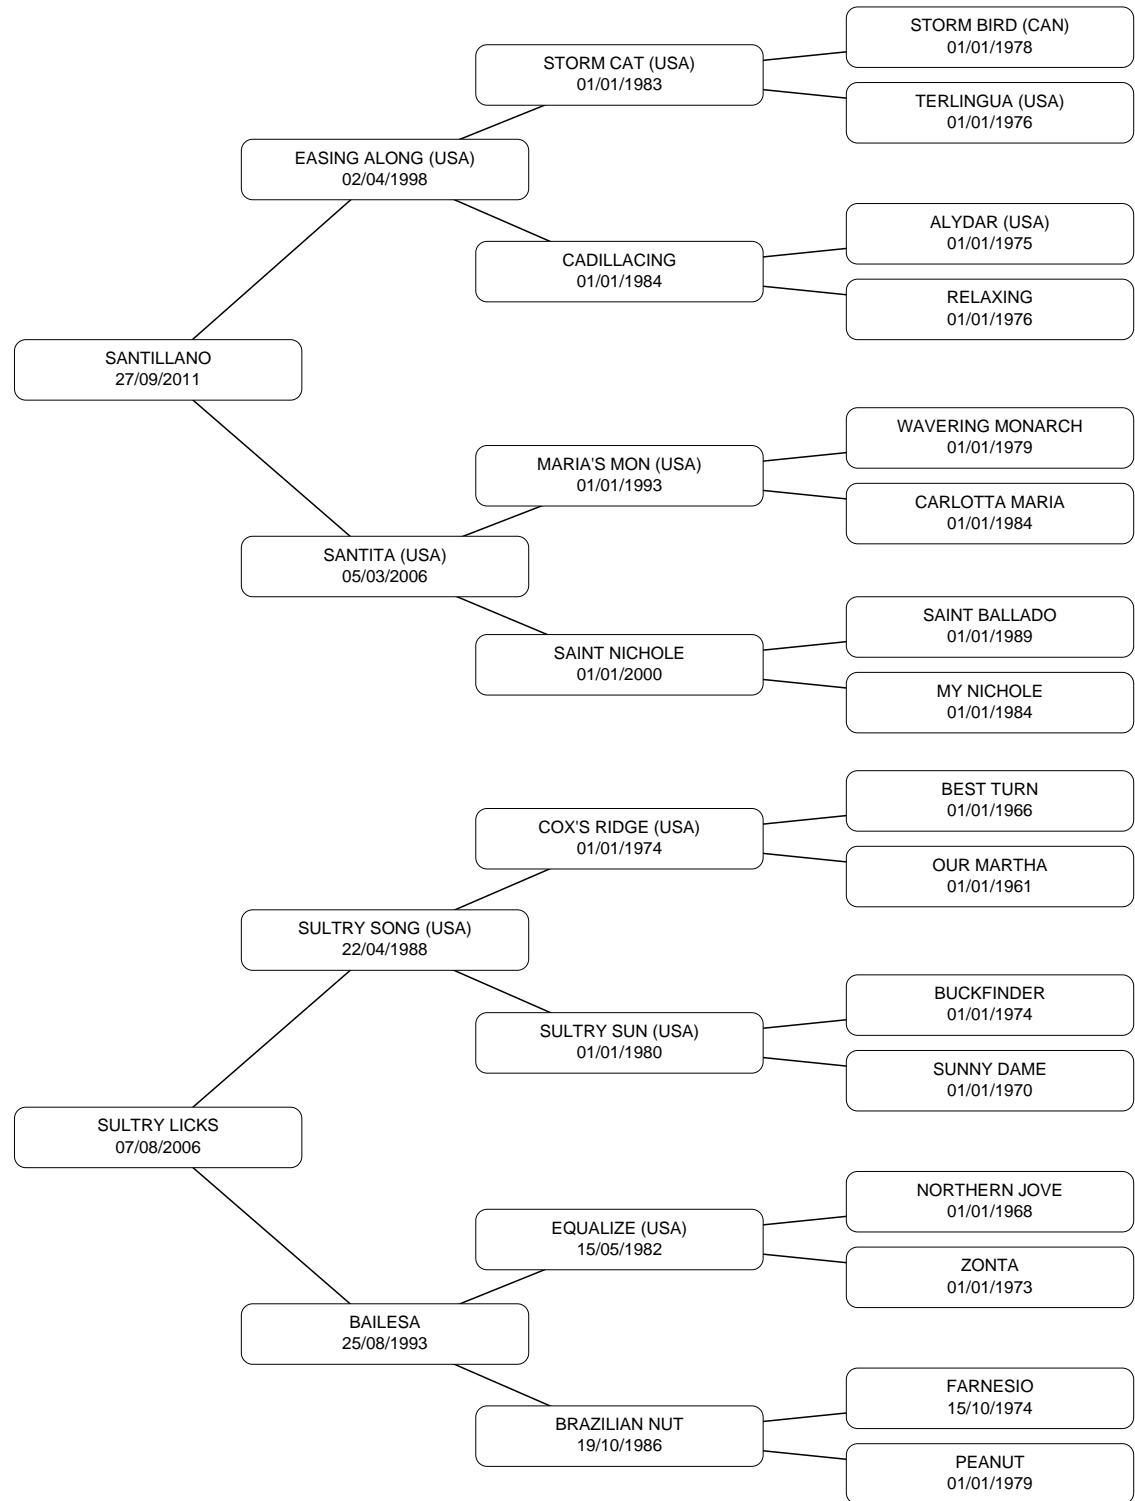 STORM BIRD (CAN)
01/01/1978
STORM CAT (USA)
01/01/1983
TERLINGUA (USA)
01/01/1976
EASING ALONG (USA)
02/04/1998
ALYDAR (USA)
01/01/1975
CADILLACING
01/01/1984
RELAXING
01/01/1976
SANTILLANO
27/09/2011
WAVERING MONARCH
01/01/1979
MARIA'S MON (USA)
01/01/1993
CARLOTTA MARIA
01/01/1984
SANTITA (USA)
05/03/2006
SAINT BALLADO
01/01/1989
SAINT NICHOLE
01/01/2000
MY NICHOLE
01/01/1984
BEST TURN
01/01/1966
COX'S RIDGE (USA)
01/01/1974
OUR MARTHA
01/01/1961
SULTRY SONG (USA)
22/04/1988
BUCKFINDER
01/01/1974
SULTRY SUN (USA)
01/01/1980
SUNNY DAME
01/01/1970
SULTRY LICKS
07/08/2006
NORTHERN JOVE
01/01/1968
EQUALIZE (USA)
15/05/1982
ZONTA
01/01/1973
BAILESA
25/08/1993
FARNESIO
15/10/1974
BRAZILIAN NUT
19/10/1986
PEANUT
01/01/1979